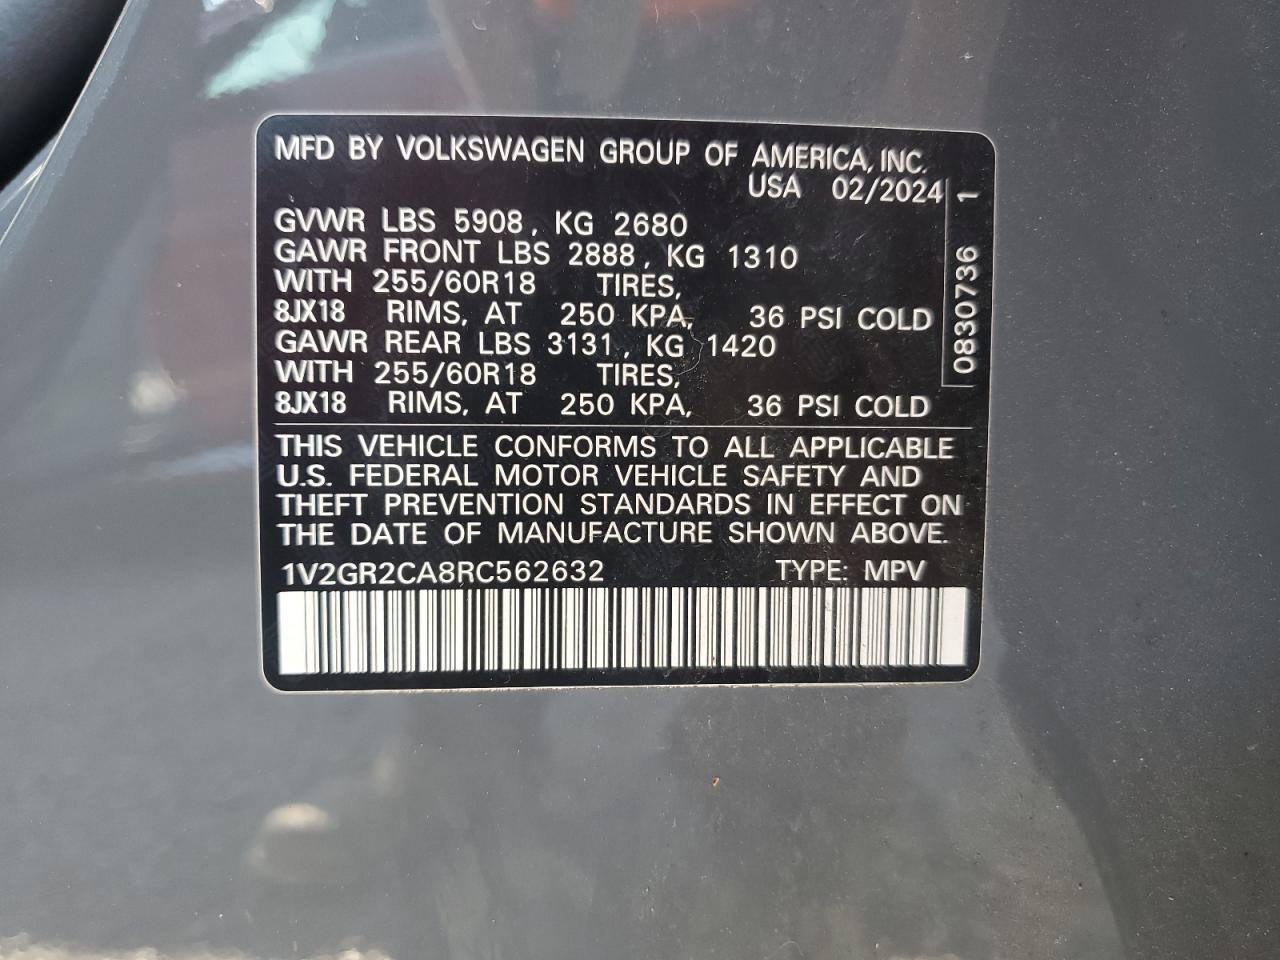 MFD BY VOLKSWAGEN GROUP OF AMERICA, INC.
USA 02/2024
GVWR LBS 5908, KG 2680
GAWR FRONT LBS 2888, KG 1310
WITH 255/60R18 TIRES,
8JX18 RIMS, AT 250 KPA, 36 PSI COLD
GAWR REAR LBS 3131, KG 1420
WITH 255/60R18 TIRES,
8JX18 RIMS, AT 250 KPA, 36 PSI COLD
0830736 1
THIS VEHICLE CONFORMS TO ALL APPLICABLE
U.S. FEDERAL MOTOR VEHICLE SAFETY AND
THEFT PREVENTION STANDARDS IN EFFECT ON
THE DATE OF MANUFACTURE SHOWN ABOVE.
1V2GR2CA8RC562632 TYPE: MPV